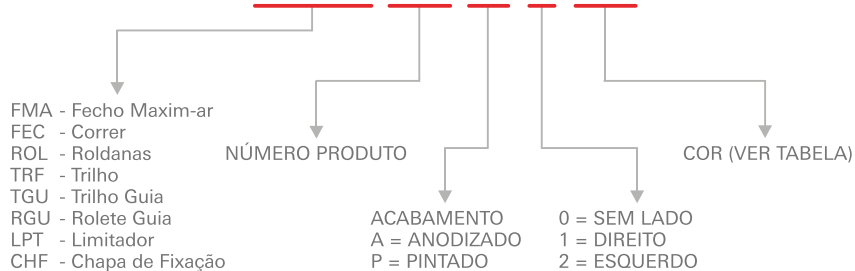 FMA - Fecho Maxim-ar
FEC - Correr
ROL - Roldanas
TRF - Trilho
TGU - Trilho Guia
RGU - Rolete Guia
LPT - Limitador
CHF - Chapa de Fixação
NÚMERO PRODUTO
ACABAMENTO
A = ANODIZADO
P = PINTADO
0 = SEM LADO
1 = DIREITO
2 = ESQUERDO
COR (VER TABELA)